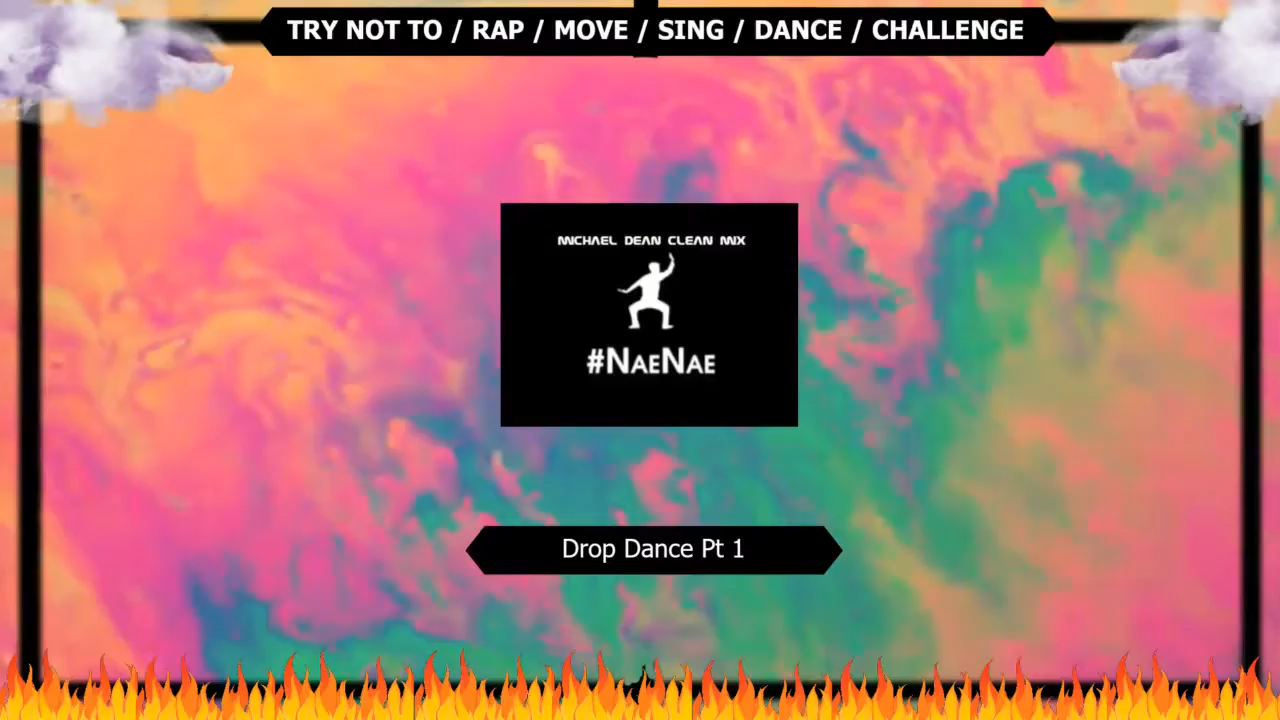 TRY NOT TO / RAP / MOVE / SING / DANCE / CHALLENGE
MICHAEL DEAN CLEAN MIX
#NAENAE
Drop Dance Pt 1